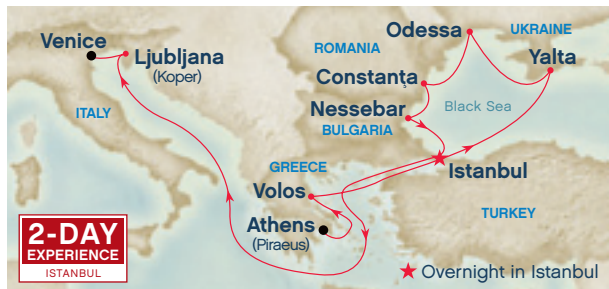 Odessa
UKRAINE
Venice
ROMANIA
Ljubljana
(Koper)
Yalta
Constanţa
Nessebar
Black Sea
ITALY
BULGARIA
GREECE
Istanbul
Volos
TURKEY
Athens
(Piraeus)
2-DAY
EXPERIENCE
ISTANBUL
Overnight in Istanbul